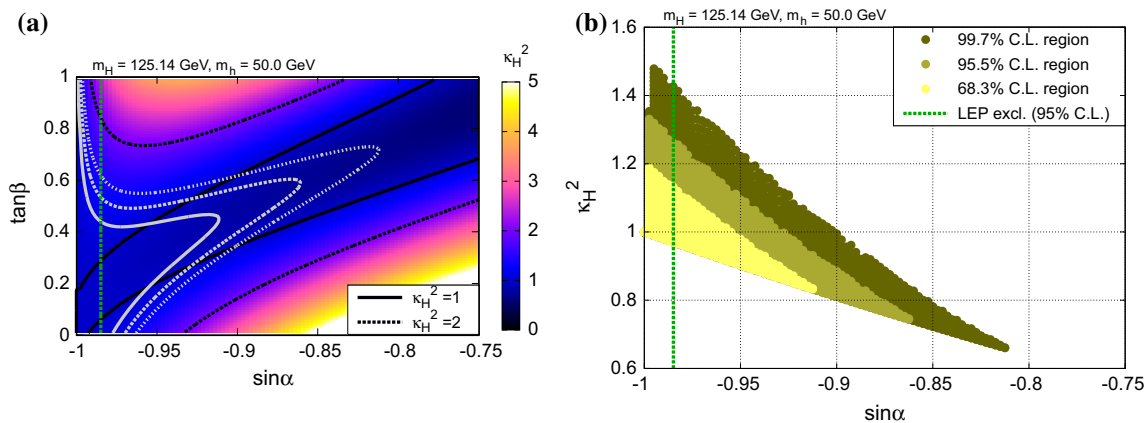 (a)
m_H = 125.14 GeV, m_h = 50.0 GeV
κ_H^2
tanβ
1
0.8
0.6
0.4
0.2
0
5
4
3
2
1
0
κ_H^2=1
κ_H^2=2
-1 -0.95 -0.9 -0.85 -0.8 -0.75
sinα
(b)
m_H = 125.14 GeV, m_h = 50.0 GeV
κ_H^2
1.6
1.4
1.2
1
0.8
0.6
99.7% C.L. region
95.5% C.L. region
68.3% C.L. region
LEP excl. (95% C.L.)
-1 -0.95 -0.9 -0.85 -0.8 -0.75
sinα